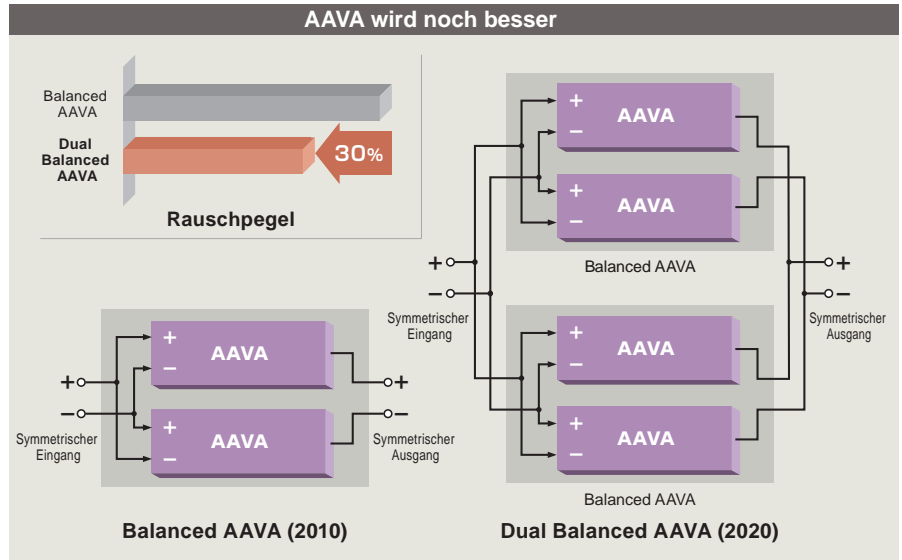 AAVA wird noch besser
Balanced
AAVA
Dual
Balanced
AAVA
30%
Rauschpegel
+
−
Symmetrischer
Eingang
+
−
AAVA
+
−
AAVA
+
−
Symmetrischer
Ausgang
Balanced AAVA (2010)
+
−
Symmetrischer
Eingang
+
−
AAVA
+
−
AAVA
Balanced AAVA
+
−
AAVA
+
−
AAVA
Balanced AAVA
+
−
Symmetrischer
Ausgang
Dual Balanced AAVA (2020)